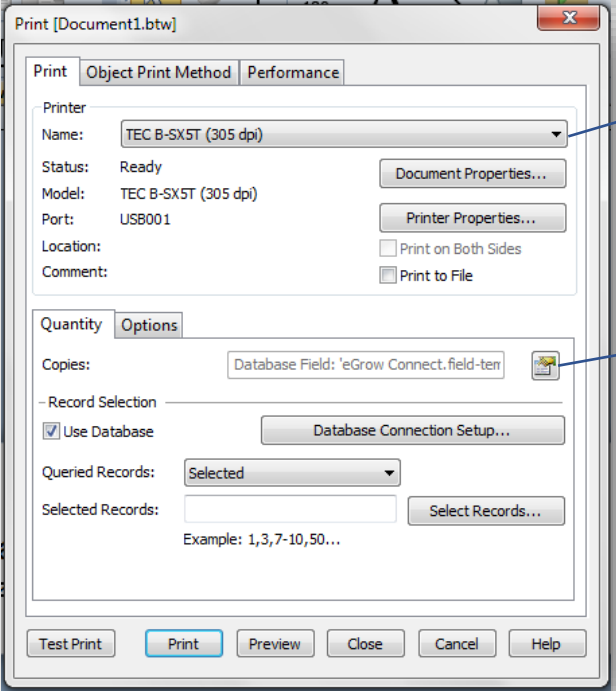 Print [Document1.btw]
Print Object Print Method Performance
Printer
Name: TEC B-SX5T (305 dpi)
Status: Ready Document Properties...
Model: TEC B-SX5T (305 dpi)
Port: USB001 Printer Properties...
Location: Print on Both Sides
Comment: Print to File
Quantity Options
Copies: Database Field: 'eGrow Connect.field-tem
Record Selection
Use Database Database Connection Setup...
Queried Records: Selected
Selected Records: Select Records...
Example: 1,3,7-10,50...
Test Print Print Preview Close Cancel Help